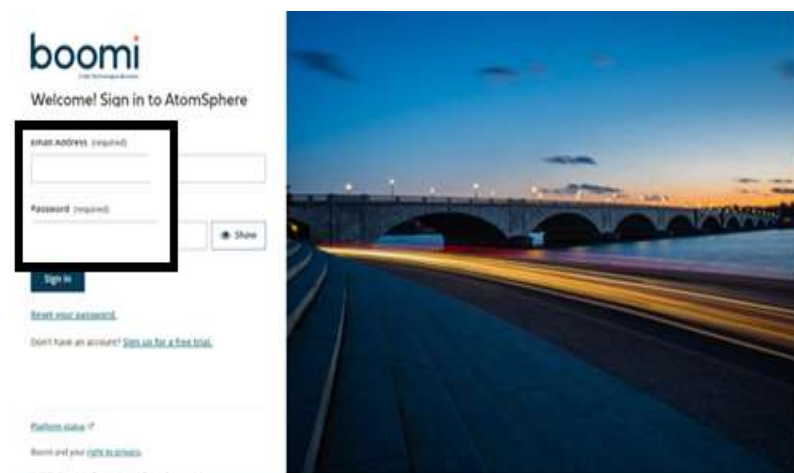 boomi
Welcome! Sign in to AtomSphere
Email Address (required)
Password (required)
Show
Sign in
Reset your password.
Don't have an account? Sign up for a free trial.
Platform status
Boomi and your right to privacy.